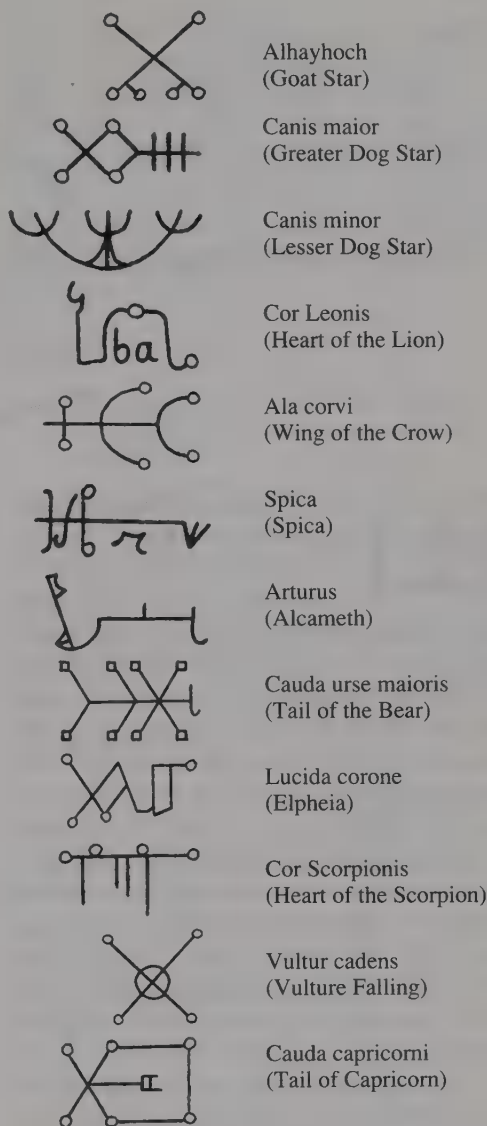 Alhayhoch
(Goat Star)
Canis maior
(Greater Dog Star)
Canis minor
(Lesser Dog Star)
ba
Cor Leonis
(Heart of the Lion)
Ala corvi
(Wing of the Crow)
Spica
(Spica)
Arturus
(Alcameth)
Cauda urse maioris
(Tail of the Bear)
Lucida corone
(Elpheia)
Cor Scorpionis
(Heart of the Scorpion)
Vultur cadens
(Vulture Falling)
Cauda capricorni
(Tail of Capricorn)